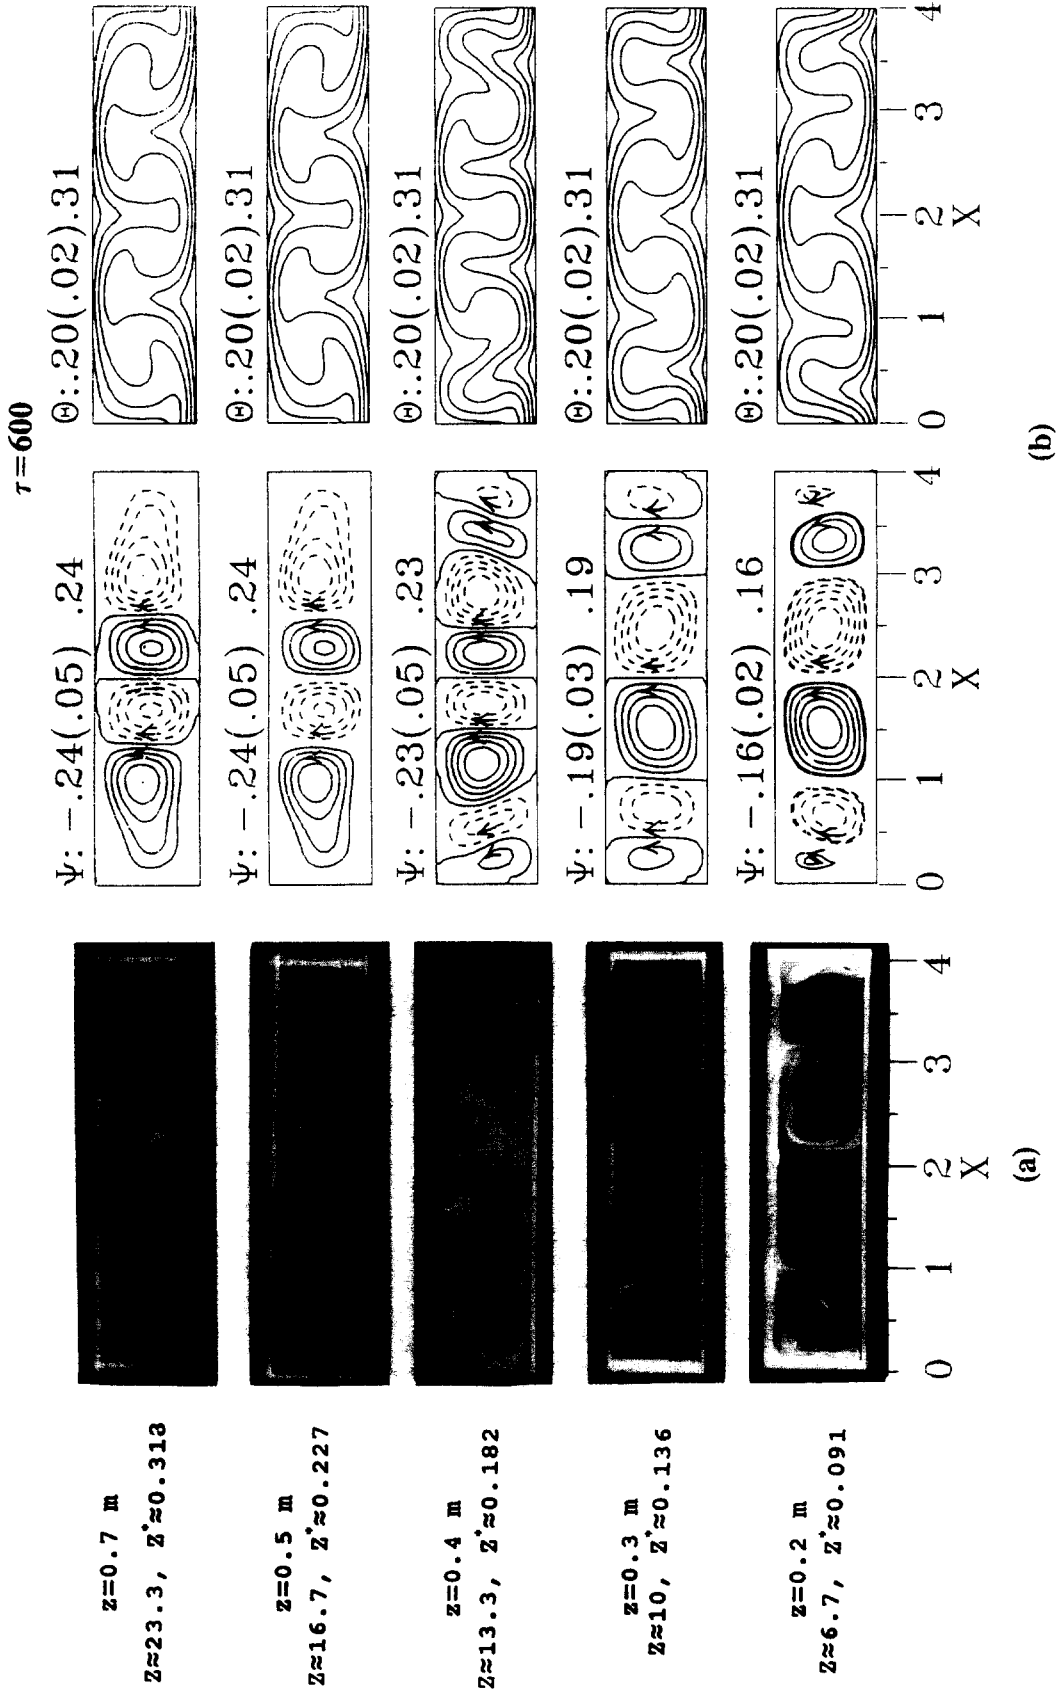 τ=600
z=0.7 m
Z≈23.3, Z*≈0.318
Ψ: -.24(.05) .24
Θ:.20(.02).31
z=0.5 m
Z≈16.7, Z*≈0.227
Ψ: -.24(.05) .24
Θ:.20(.02).31
z=0.4 m
Z≈13.3, Z*≈0.182
Ψ: -.23(.05) .23
Θ:.20(.02).31
z=0.3 m
Z≈10, Z*≈0.136
Ψ: -.19(.03) .19
Θ:.20(.02).31
z=0.2 m
Z≈6.7, Z*≈0.091
Ψ: -.16(.02) .16
Θ:.20(.02).31
0 1 2 3 4
X
0 1 2 3 4
X
0 1 2 3 4
X
(a)
(b)